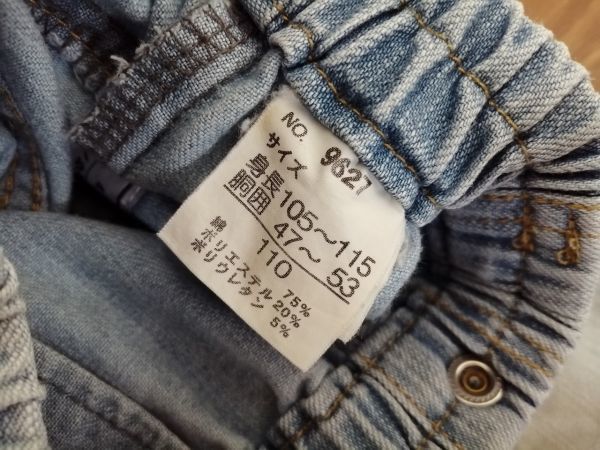 NO. 9627
サイズ
身長 105～115
胴囲 47～ 53
110
綿 75%
ポリエステル 20%
ポリウレタン 5%